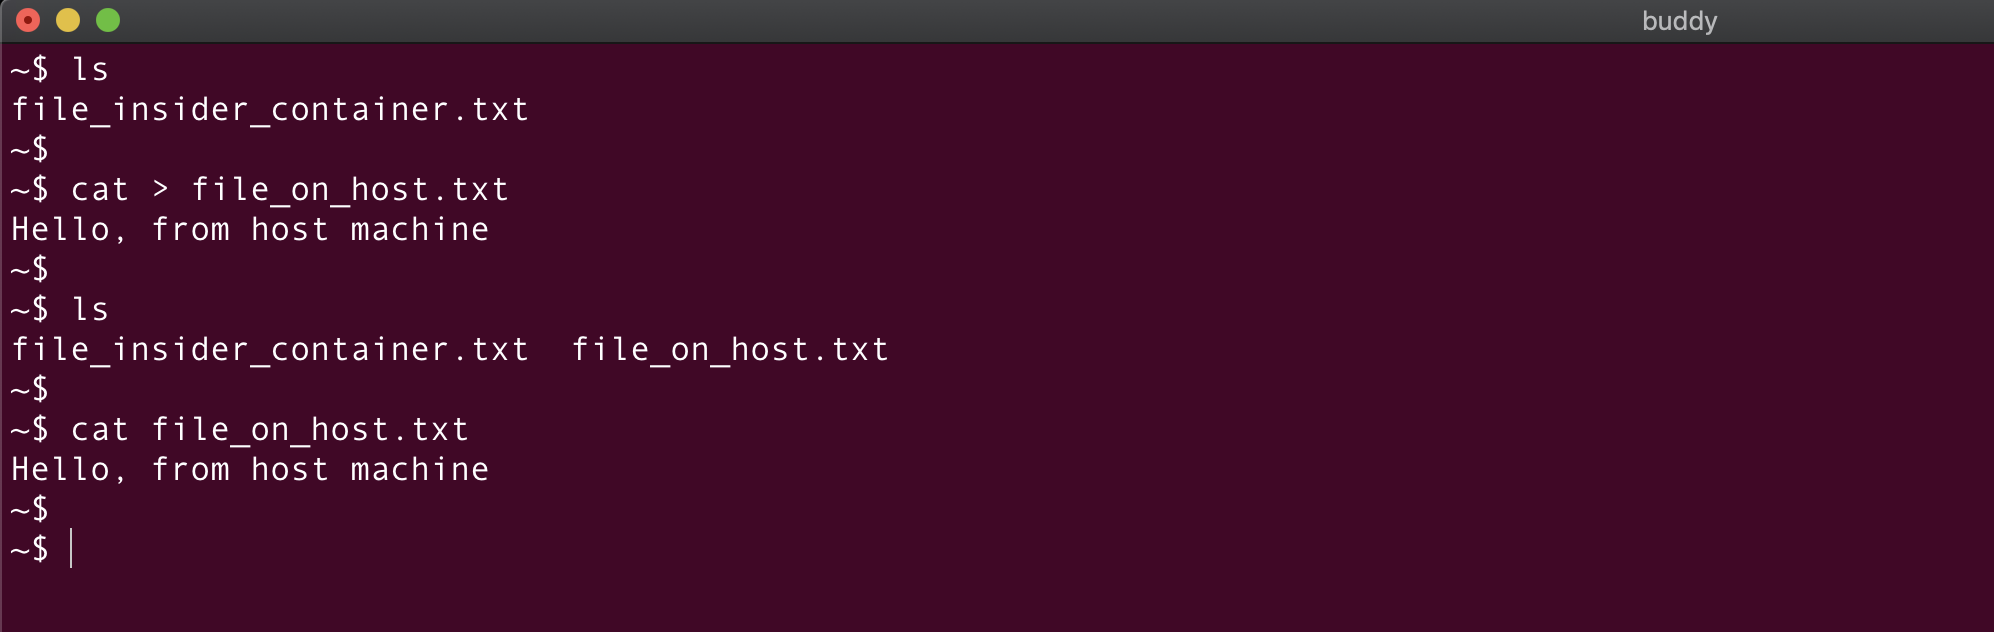 buddy
~$ ls
file_insider_container.txt
~$
~$ cat > file_on_host.txt
Hello, from host machine
~$
~$ ls
file_insider_container.txt  file_on_host.txt
~$
~$ cat file_on_host.txt
Hello, from host machine
~$
~$